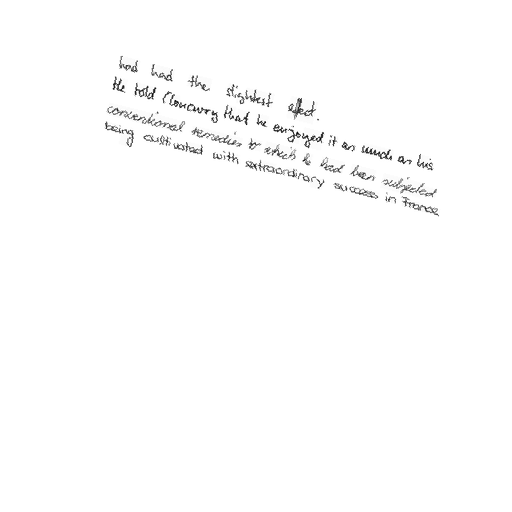 had had the slightest effect.
He told Cloncurry that he enjoyed it as much as his
conventional remedies to which he had been subjected
being cultivated with extraordinary success in France